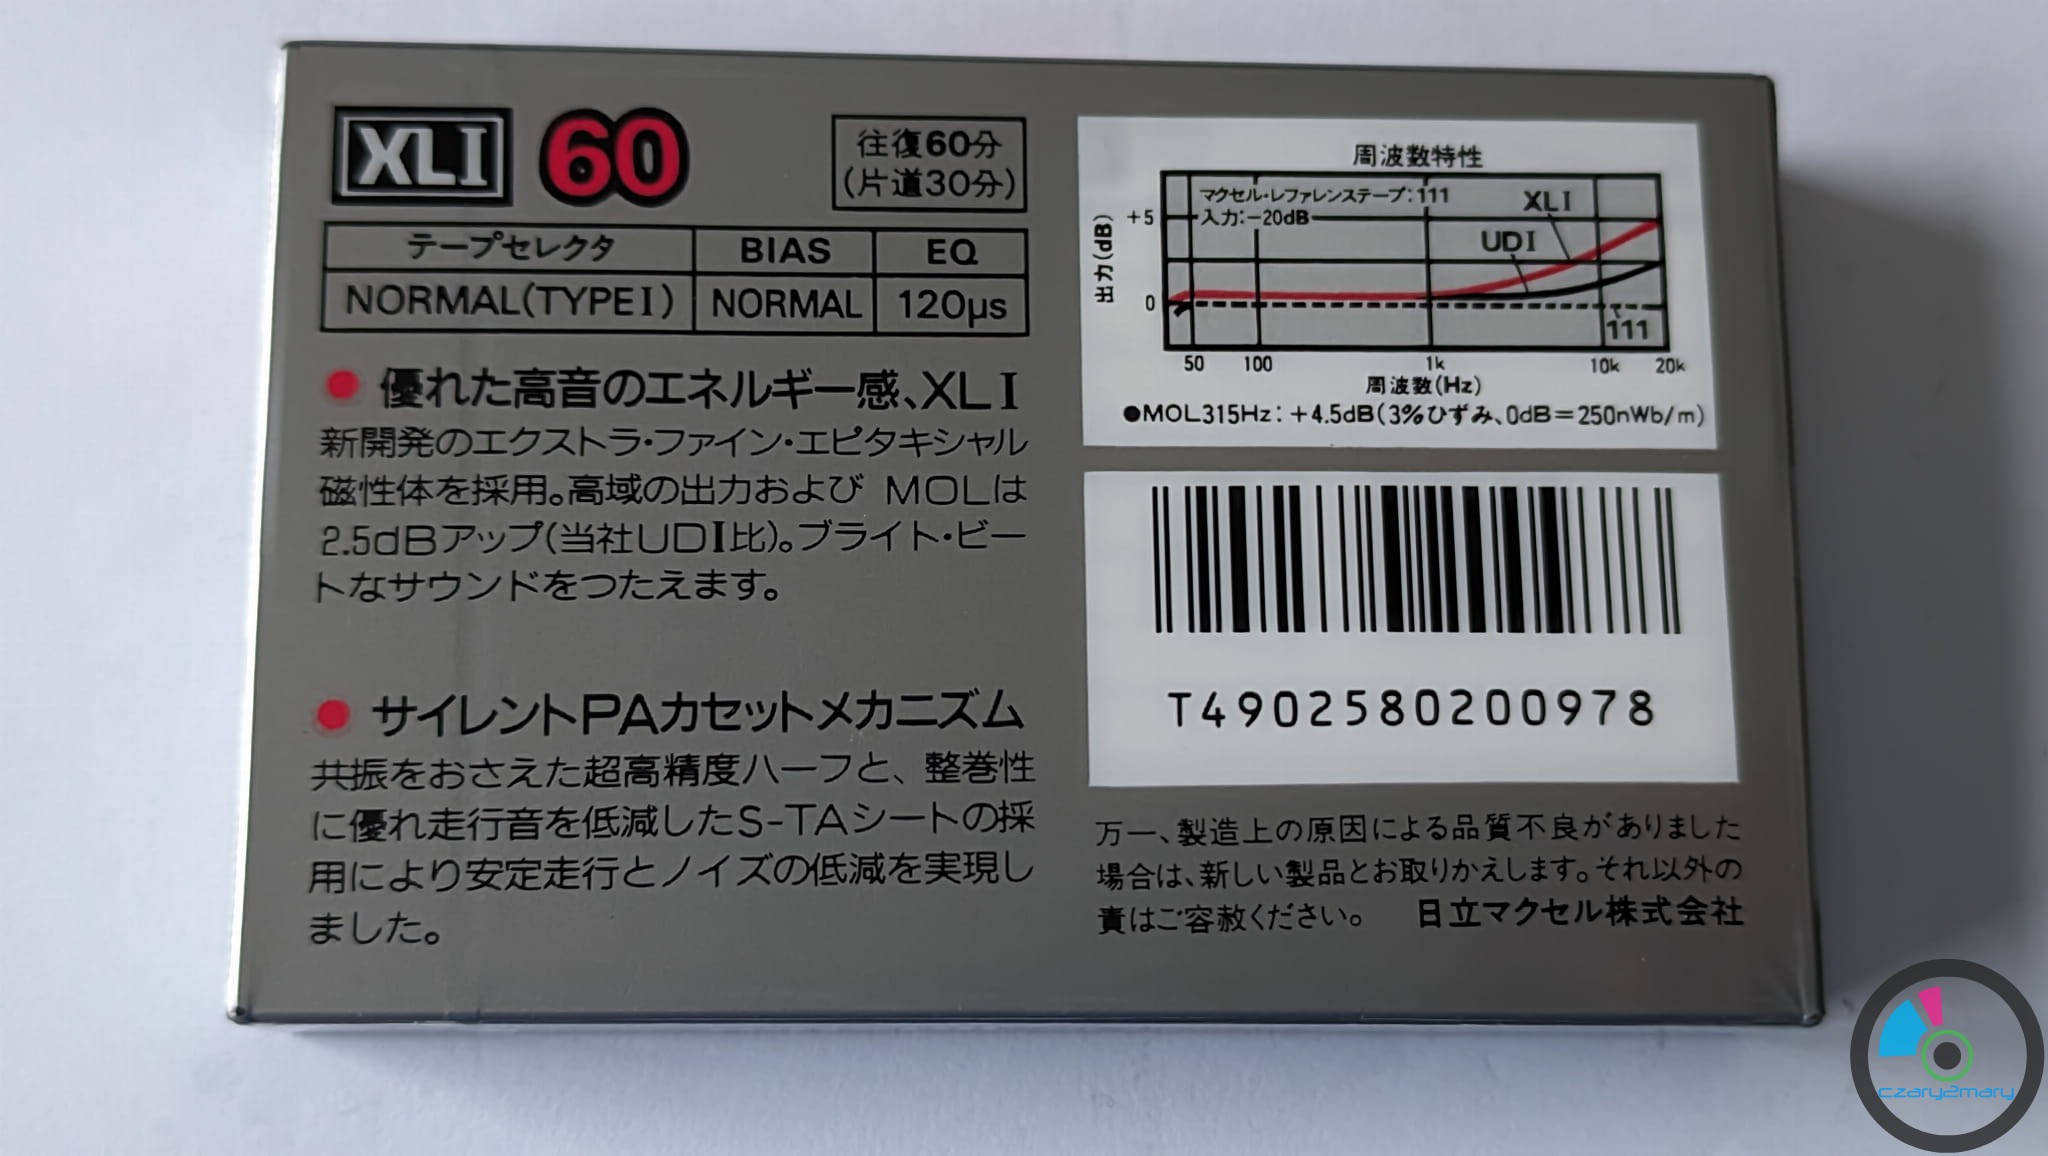 XLI 60
往復60分
(片道30分)
テープセレクタ BIAS EQ
NORMAL(TYPEI) NORMAL 120μs
●優れた高音のエネルギー感、XLI
新開発のエクストラ・ファイン・エピタキシャル
磁性体を採用。高域の出力および MOLは
2.5dBアップ(当社UDI比)。ブライト・ビー
トなサウンドをつたえます。
●サイレントPAカセットメカニズム
共振をおさえた超高精度ハーフと、整巻性
に優れ走行音を低減したS-TAシートの採
用により安定走行とノイズの低減を実現し
ました。
周波数特性
マクセル・レファレンステープ:111
入力:-20dB
XLI
UDI
111
出力(dB)
+5
0
50 100 1k 10k 20k
周波数(Hz)
●MOL315Hz:+4.5dB(3%ひずみ、0dB=250nWb/m)
T4902580200978
万一、製造上の原因による品質不良がありました
場合は、新しい製品とお取りかえします。それ以外の
責はご容赦ください。 日立マクセル株式会社
czary2mary